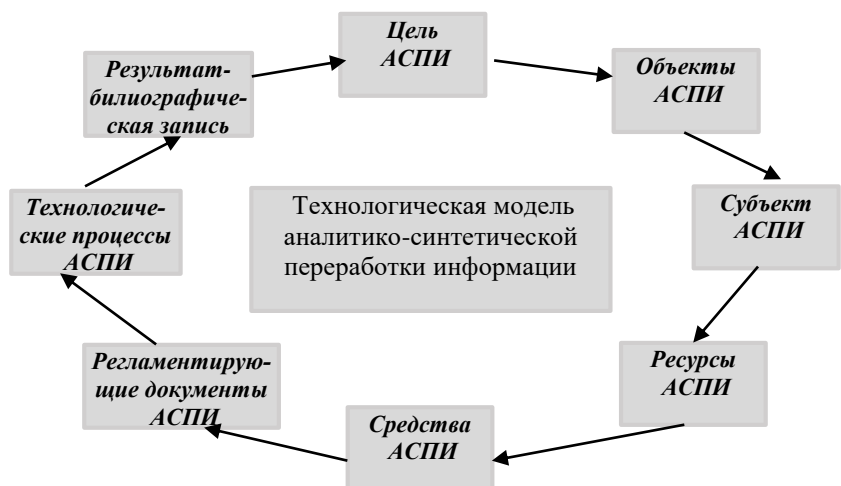 Цель
АСПИ
Объекты
АСПИ
Субъект
АСПИ
Ресурсы
АСПИ
Средства
АСПИ
Регламентирую-
щие документы
АСПИ
Технологиче-
ские процессы
АСПИ
Результат-
билиографиче-
ская запись
Технологическая модель
аналитико-синтетической
переработки информации